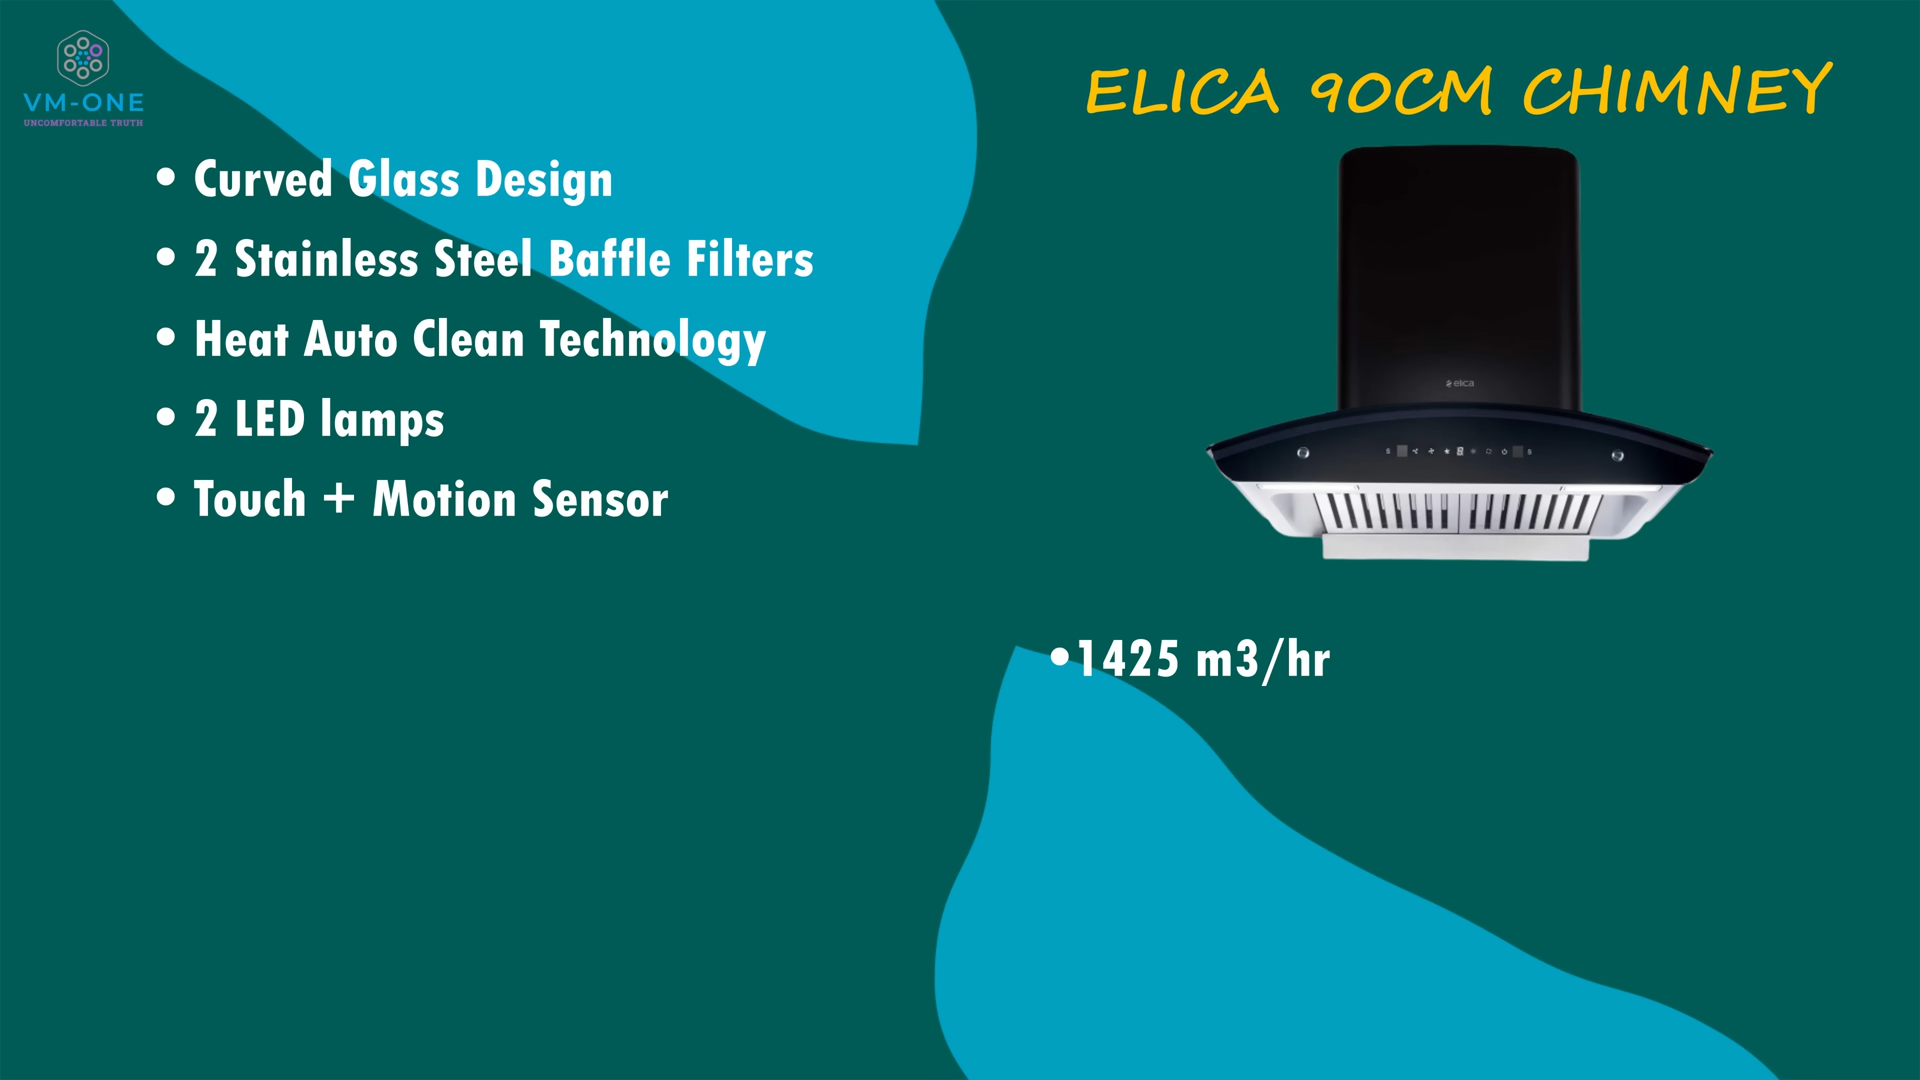 VM-ONE
UNCOMFORTABLE TRUTH
ELICA 90CM CHIMNEY
• Curved Glass Design
• 2 Stainless Steel Baffle Filters
• Heat Auto Clean Technology
• 2 LED lamps
• Touch + Motion Sensor
elica
•1425 m3/hr